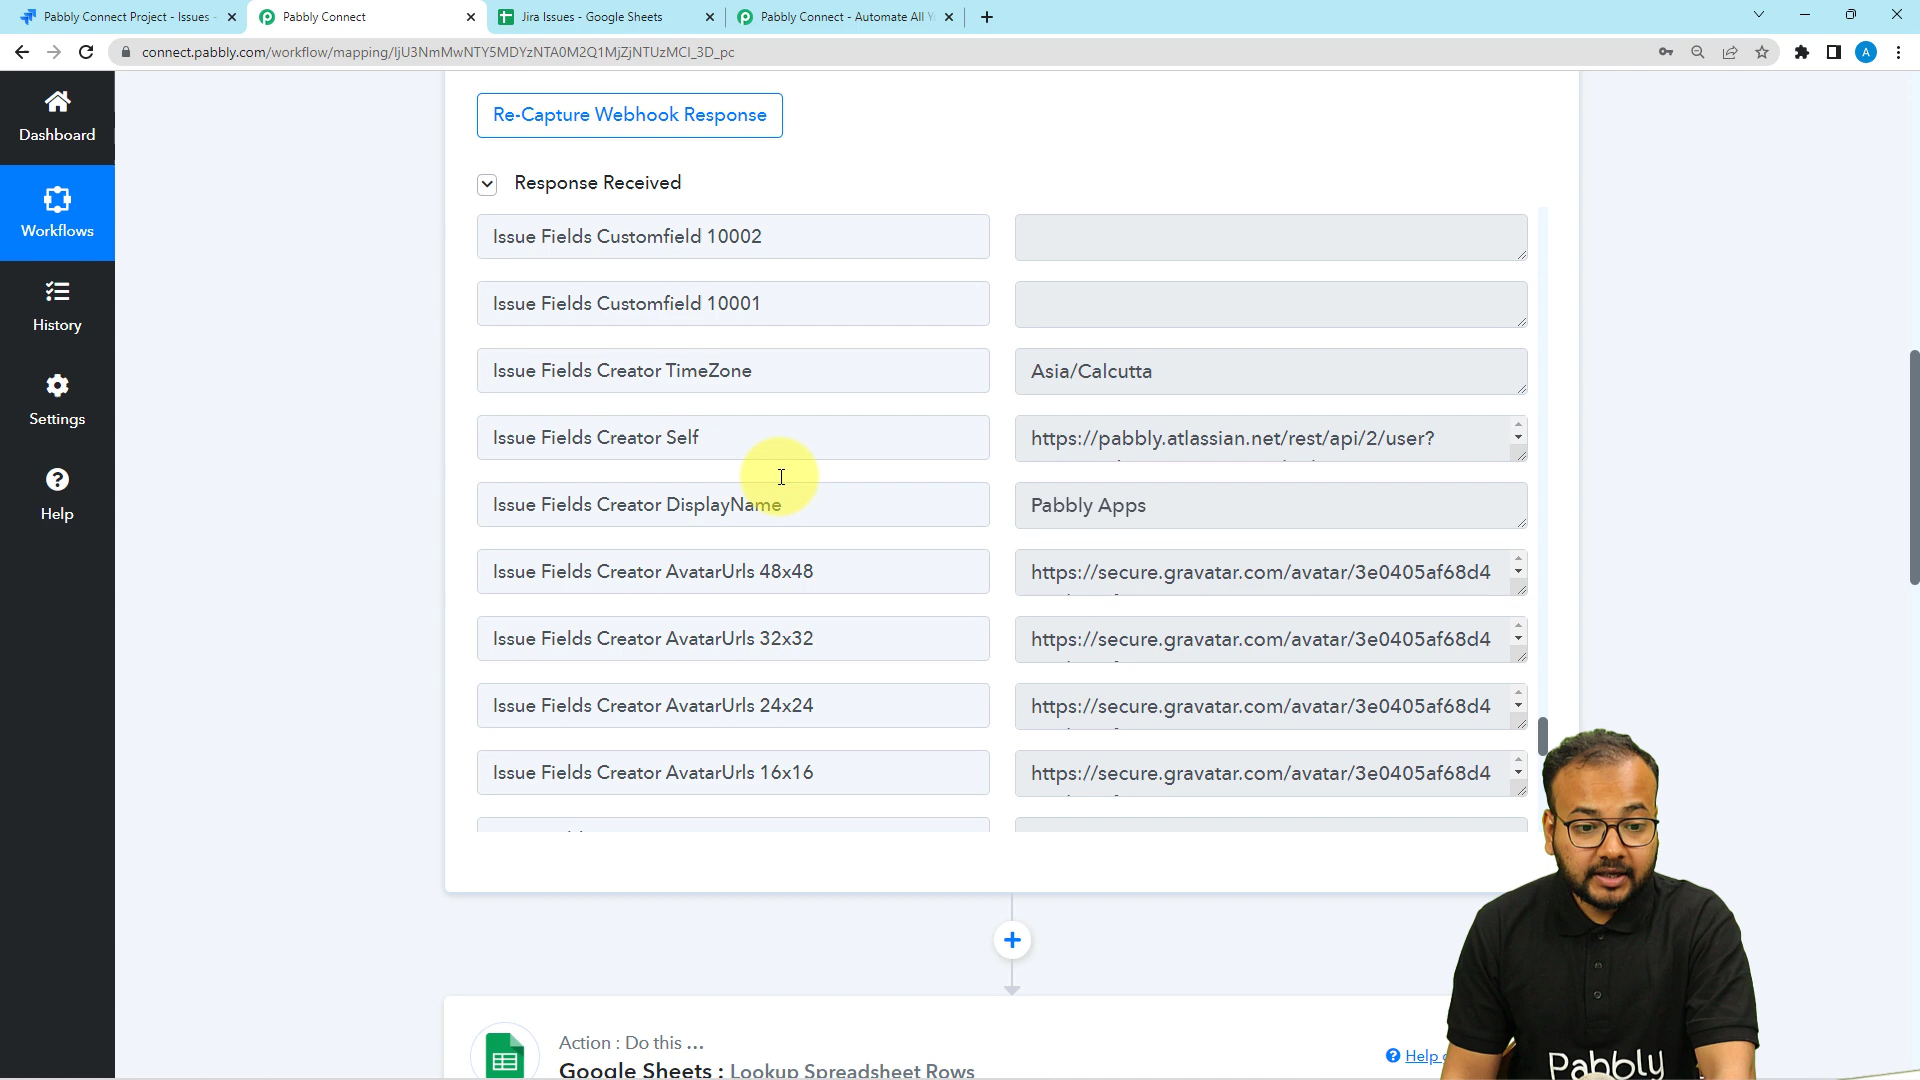 Pabbly Connect Project - Issues -
Pabbly Connect
Jira Issues - Google Sheets
Pabbly Connect - Automate All Y
connect.pabbly.com/workflow/mapping/
A
Dashboard
Workflows
History
Settings
Help
Re-Capture Webhook Response
Response Received
Issue Fields Customfield 10002
Issue Fields Customfield 10001
Issue Fields Creator TimeZone
Asia/Calcutta
Issue Fields Creator Self
https://pabbly.atlassian.net/rest/api/2/user?
Issue Fields Creator DisplayName
Pabbly Apps
Issue Fields Creator AvatarUrls 48x48
https://secure.gravatar.com/avatar/3e0405af68d4
Issue Fields Creator AvatarUrls 32x32
https://secure.gravatar.com/avatar/3e0405af68d4
Issue Fields Creator AvatarUrls 24x24
https://secure.gravatar.com/avatar/3e0405af68d4
Issue Fields Creator AvatarUrls 16x16
https://secure.gravatar.com/avatar/3e0405af68d4
Action : Do this ...
Google Sheets : Lookup Spreadsheet Rows
Help
Pabbly